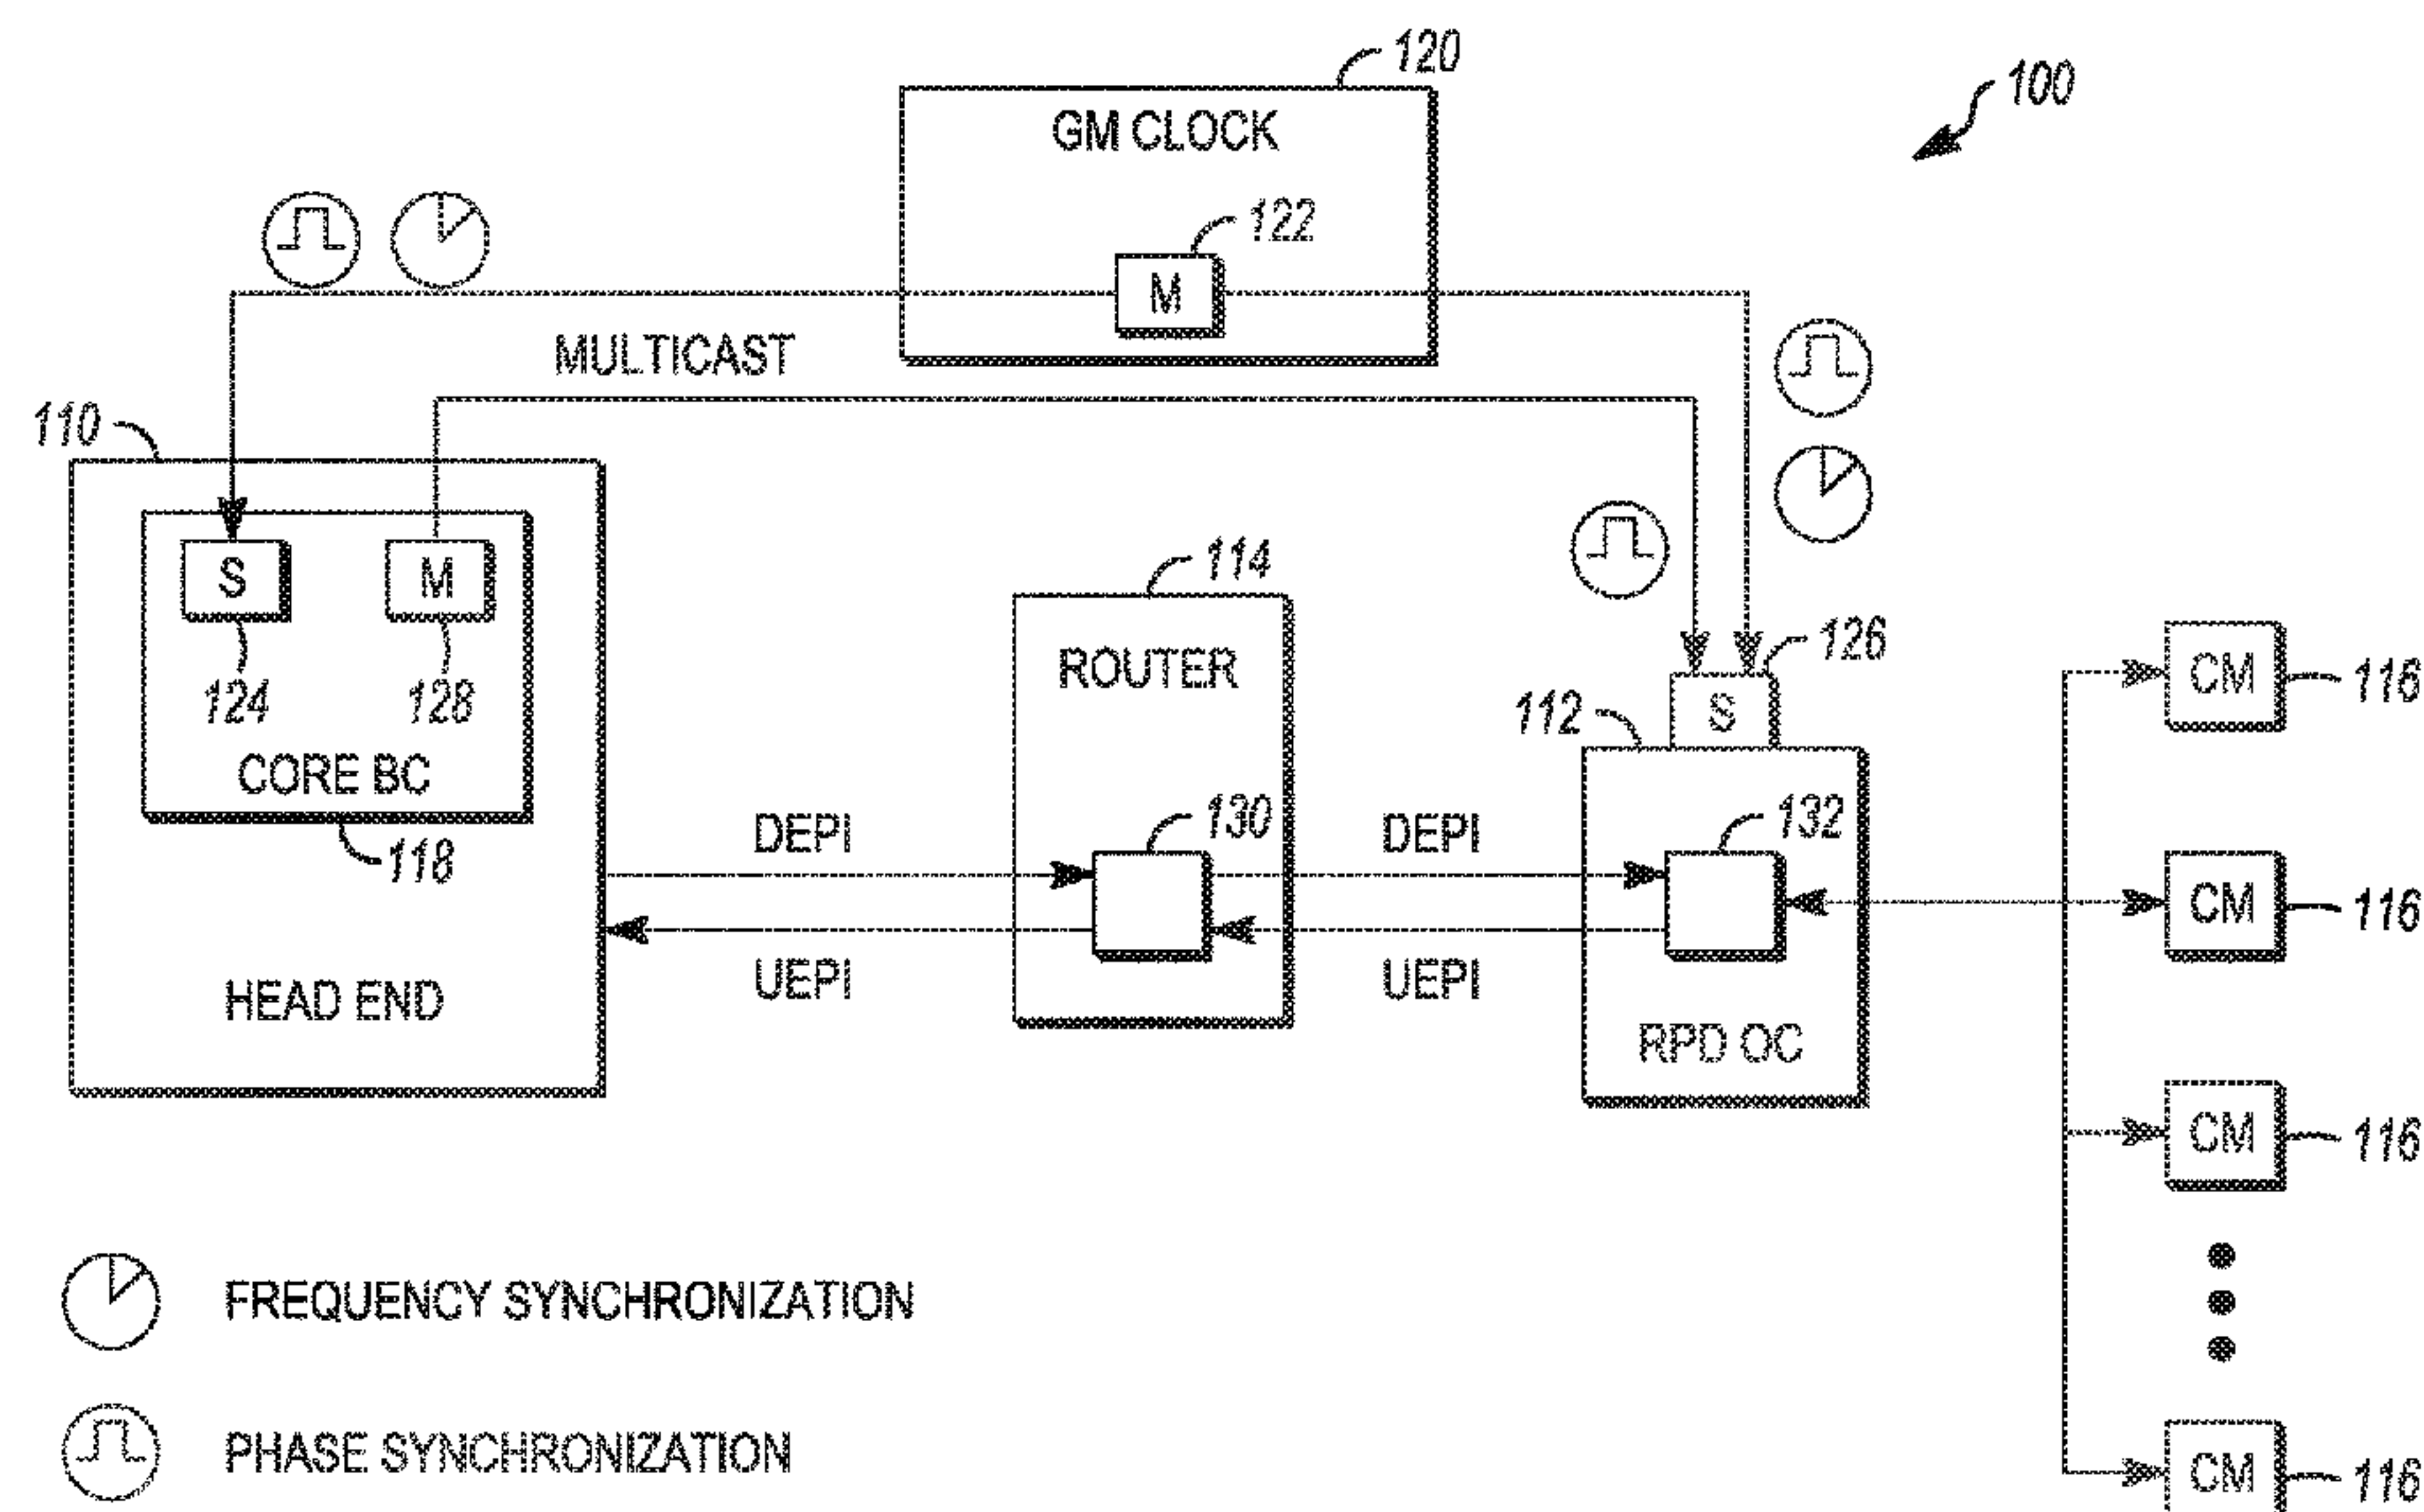 120
100
GM CLOCK
122
M
MULTICAST
110
S
M
124
128
CORE BC
118
HEAD END
114
ROUTER
130
DEPI
DEPI
UEPI
UEPI
126
112
S
132
RPD OC
CM
116
CM
116
CM
116
CM
116
FREQUENCY SYNCHRONIZATION
PHASE SYNCHRONIZATION